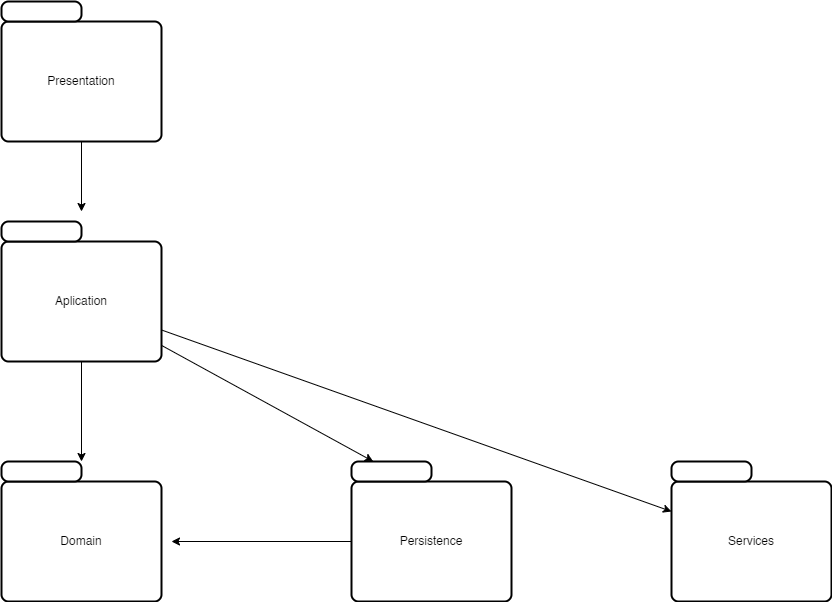 Presentation
Aplication
Domain
Persistence
Services